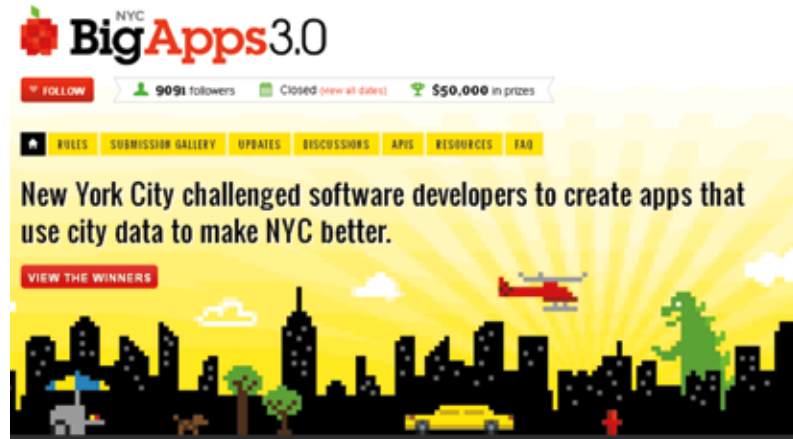 NYC
BigApps3.0
FOLLOW
9091 followers
Closed (view all dates)
$50,000 in prizes
RULES
SUBMISSION GALLERY
UPDATES
DISCUSSIONS
APIS
RESOURCES
FAQ
New York City challenged software developers to create apps that
use city data to make NYC better.
VIEW THE WINNERS